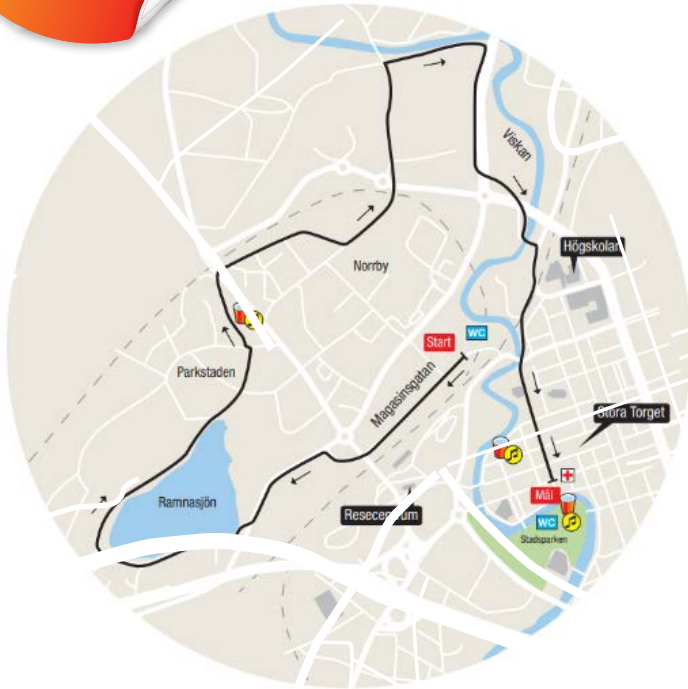 Viskan
Högskolan
Norrby
WC
Start
Parkstaden
Magasinsgatan
Stora Torget
Mål
Ramnasjön
Resecentrum
WC
Stadsparken